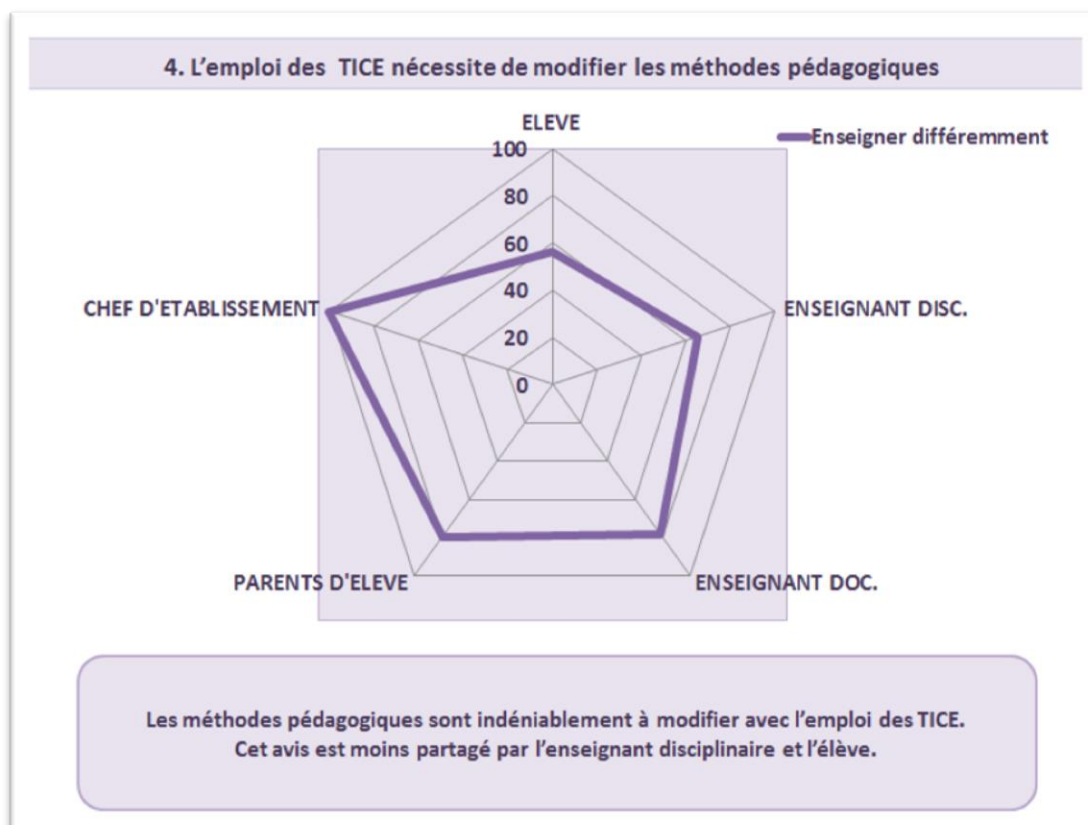 4. L'emploi des TICE nécessite de modifier les méthodes pédagogiques
ELEVE
Enseigner différemment
100
80
60
40
20
0
CHEF D'ETABLISSEMENT
ENSEIGNANT DISC.
PARENTS D'ELEVE
ENSEIGNANT DOC.
Les méthodes pédagogiques sont indéniablement à modifier avec l'emploi des TICE.
Cet avis est moins partagé par l'enseignant disciplinaire et l'élève.